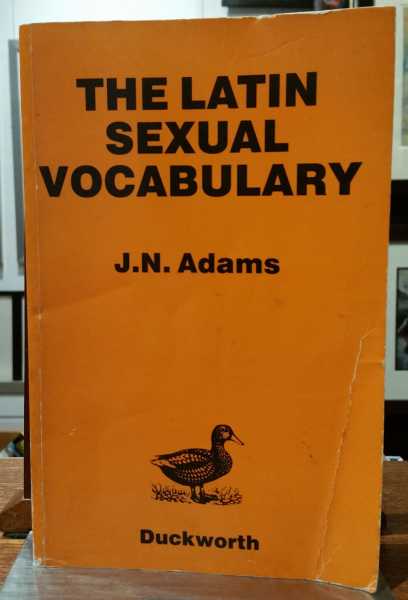 THE LATIN
SEXUAL
VOCABULARY
J.N. Adams
Duckworth